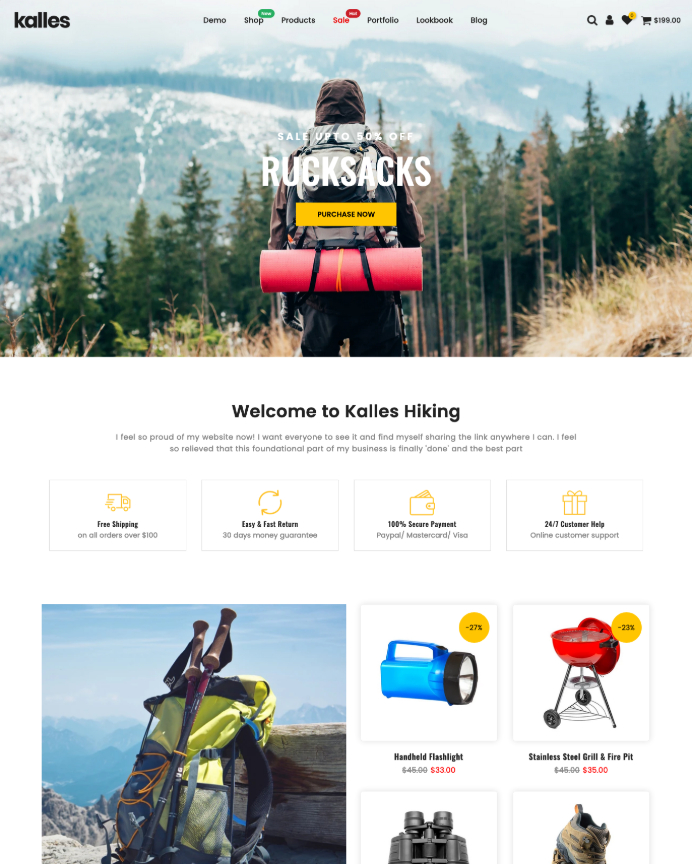 kalles
Demo
Shop
New
Products
Sale
Hot
Portfolio
Lookbook
Blog
$199.00
SALE UPTO 50% OFF
RUCKSACKS
PURCHASE NOW
Welcome to Kalles Hiking
I feel so proud of my website now! I want everyone to see it and find myself sharing the link anywhere I can. I feel
so relieved that this foundational part of my business is finally 'done' and the best part
Free Shipping
on all orders over $100
Easy & Fast Return
30 days money guarantee
100% Secure Payment
Paypal/ Mastercard/ Visa
24/7 Customer Help
Online customer support
-27%
-23%
Handheld Flashlight
$45.00 $33.00
Stainless Steel Grill & Fire Pit
$45.00 $35.00